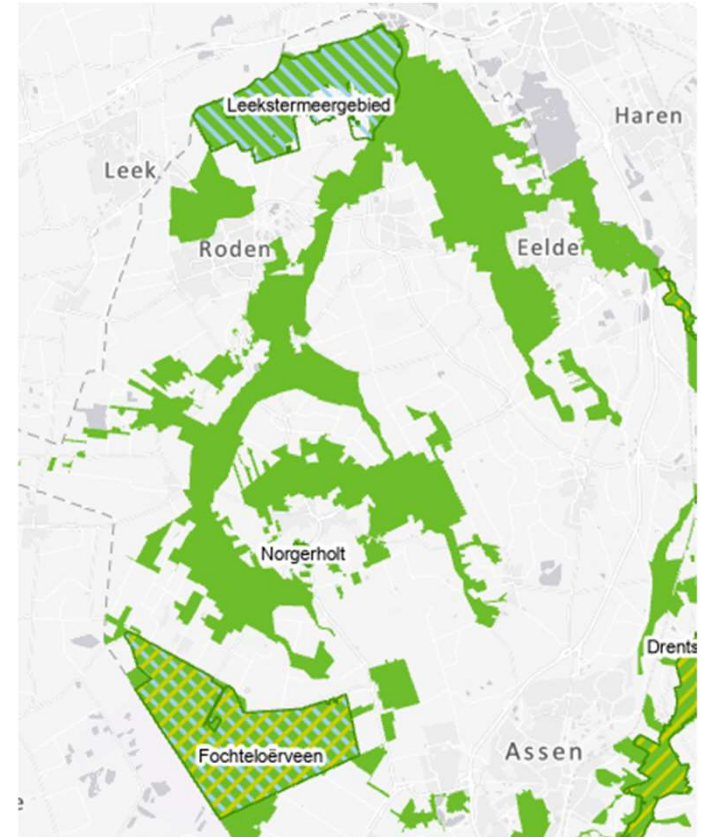 Leekstermeergebied
Haren
Leek
Roden
Eelde
Norgerholt
Drents
Fochteloërveen
Assen
e